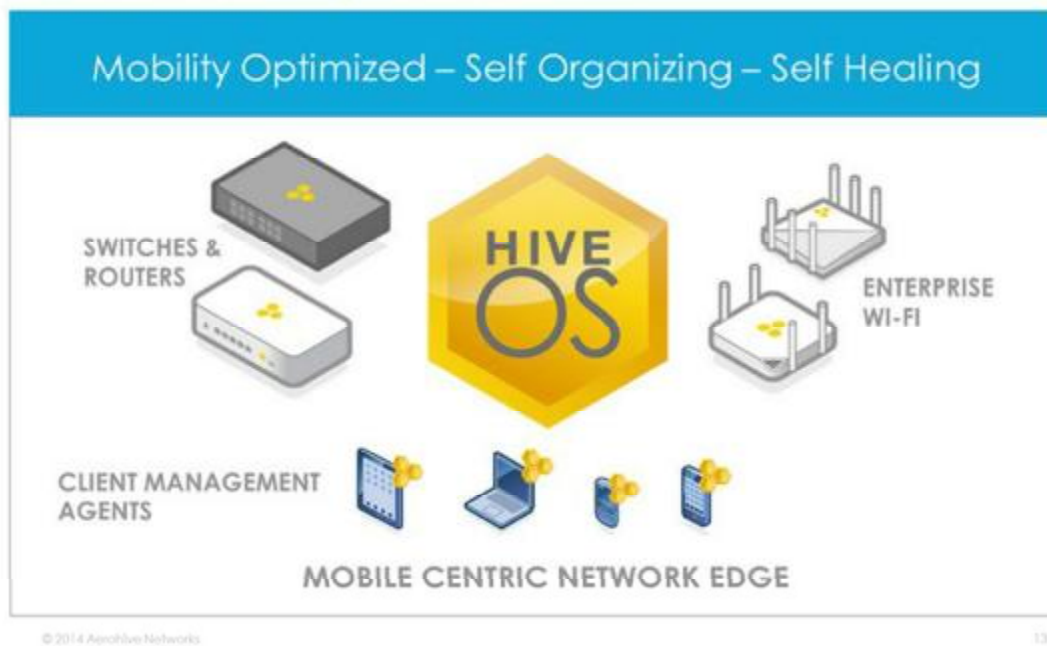 Mobility Optimized – Self Organizing – Self Healing
SWITCHES &
ROUTERS
HIVE
OS
ENTERPRISE
WI-FI
CLIENT MANAGEMENT
AGENTS
MOBILE CENTRIC NETWORK EDGE
© 2014 Aerohive Networks
13